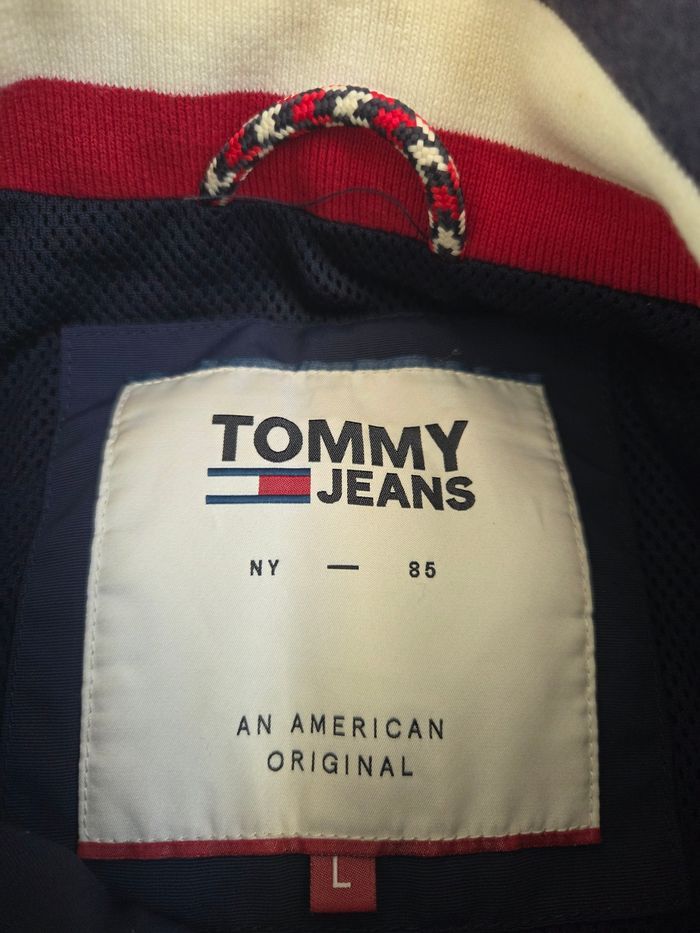 TOMMY
JEANS
NY — 85
AN AMERICAN
ORIGINAL
L